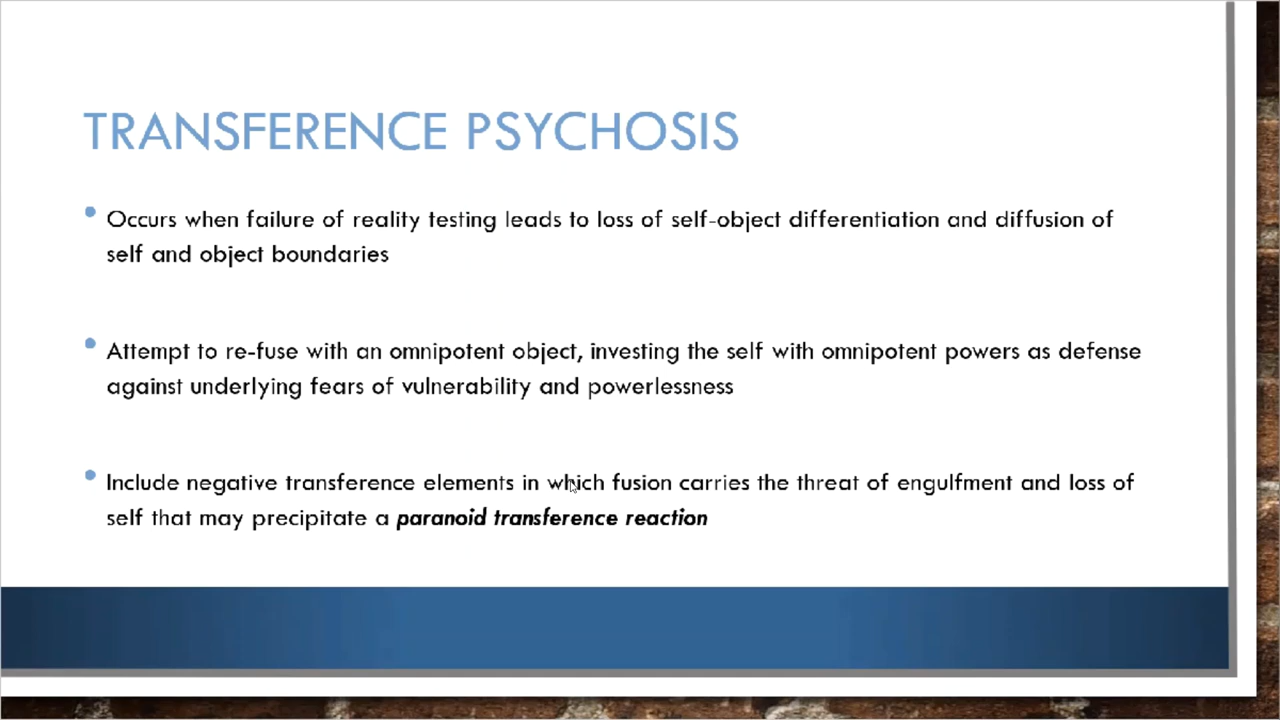 TRANSFERENCE PSYCHOSIS
• Occurs when failure of reality testing leads to loss of self-object differentiation and diffusion of
self and object boundaries
• Attempt to re-fuse with an omnipotent object, investing the self with omnipotent powers as defense
against underlying fears of vulnerability and powerlessness
• Include negative transference elements in which fusion carries the threat of engulfment and loss of
self that may precipitate a paranoid transference reaction